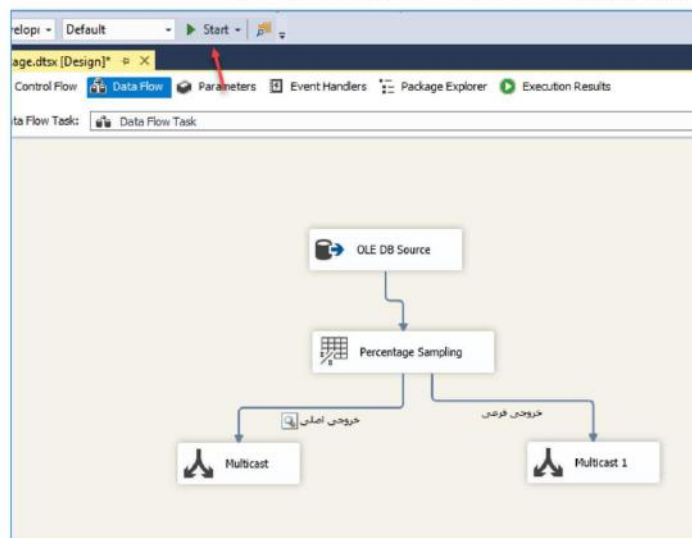 elopi Default Start
age.dtsx [Design]*
Control Flow Data Flow Parameters Event Handlers Package Explorer Execution Results
ta Flow Task: Data Flow Task
OLE DB Source
Percentage Sampling
خروجی اصلی
خروجی فرعی
Multicast
Multicast 1